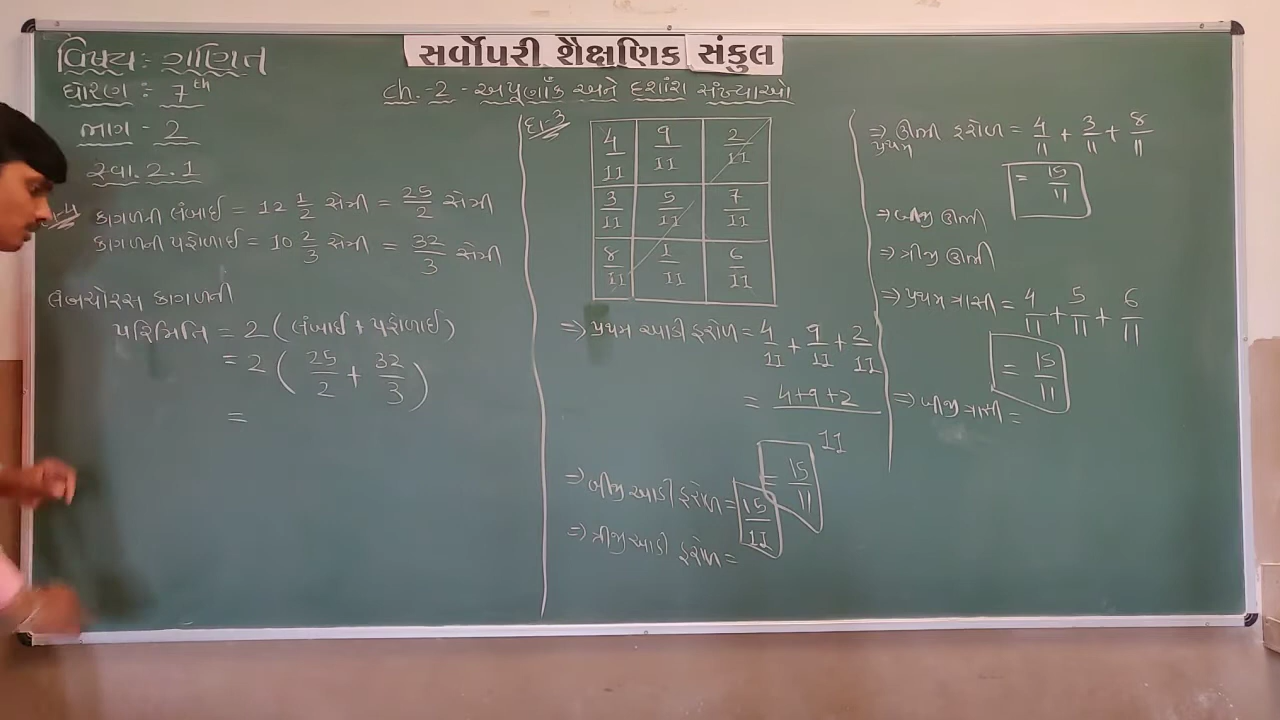 સર્વોપરી શૈક્ષણિક સંકુલ
વિષય: ગણિત
ધોરણ: 7th
ભાગ - 2
સ્વા. 2.1
ch.-2 - અપૂર્ણાંક અને દશાંશ સંખ્યાઓ
કાગળની લંબાઈ = 12 1/2 સેમી = 25/2 સેમી
કાગળની પહોળાઈ = 10 2/3 સેમી = 32/3 સેમી
લંબચોરસ કાગળની
પરિમિતિ = 2 (લંબાઈ + પહોળાઈ)
= 2 (25/2 + 32/3)
=
દા-3
4/11 9/11 2/11
3/11 5/11 7/11
8/11 1/11 6/11
⇒ પ્રથમ આડી હરોળ = 4/11 + 9/11 + 2/11
= 4+9+2/11
= 15/11
⇒ બીજી આડી હરોળ = 15/11
⇒ ત્રીજી આડી હરોળ =
⇒ પ્રથમ ઊભી હરોળ = 4/11 + 3/11 + 8/11
= 15/11
⇒ બીજી ઊભી
⇒ ત્રીજી ઊભી
⇒ પ્રથમ ત્રાસી = 4/11 + 5/11 + 6/11
= 15/11
⇒ બીજી ત્રાસી =